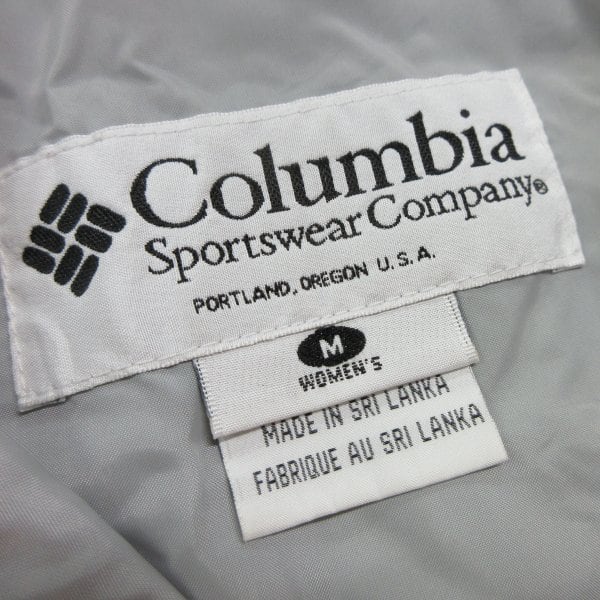 Columbia
Sportswear Company®
PORTLAND, OREGON U.S.A.
M
WOMEN'S
MADE IN SRI LANKA
FABRIQUE AU SRI LANKA